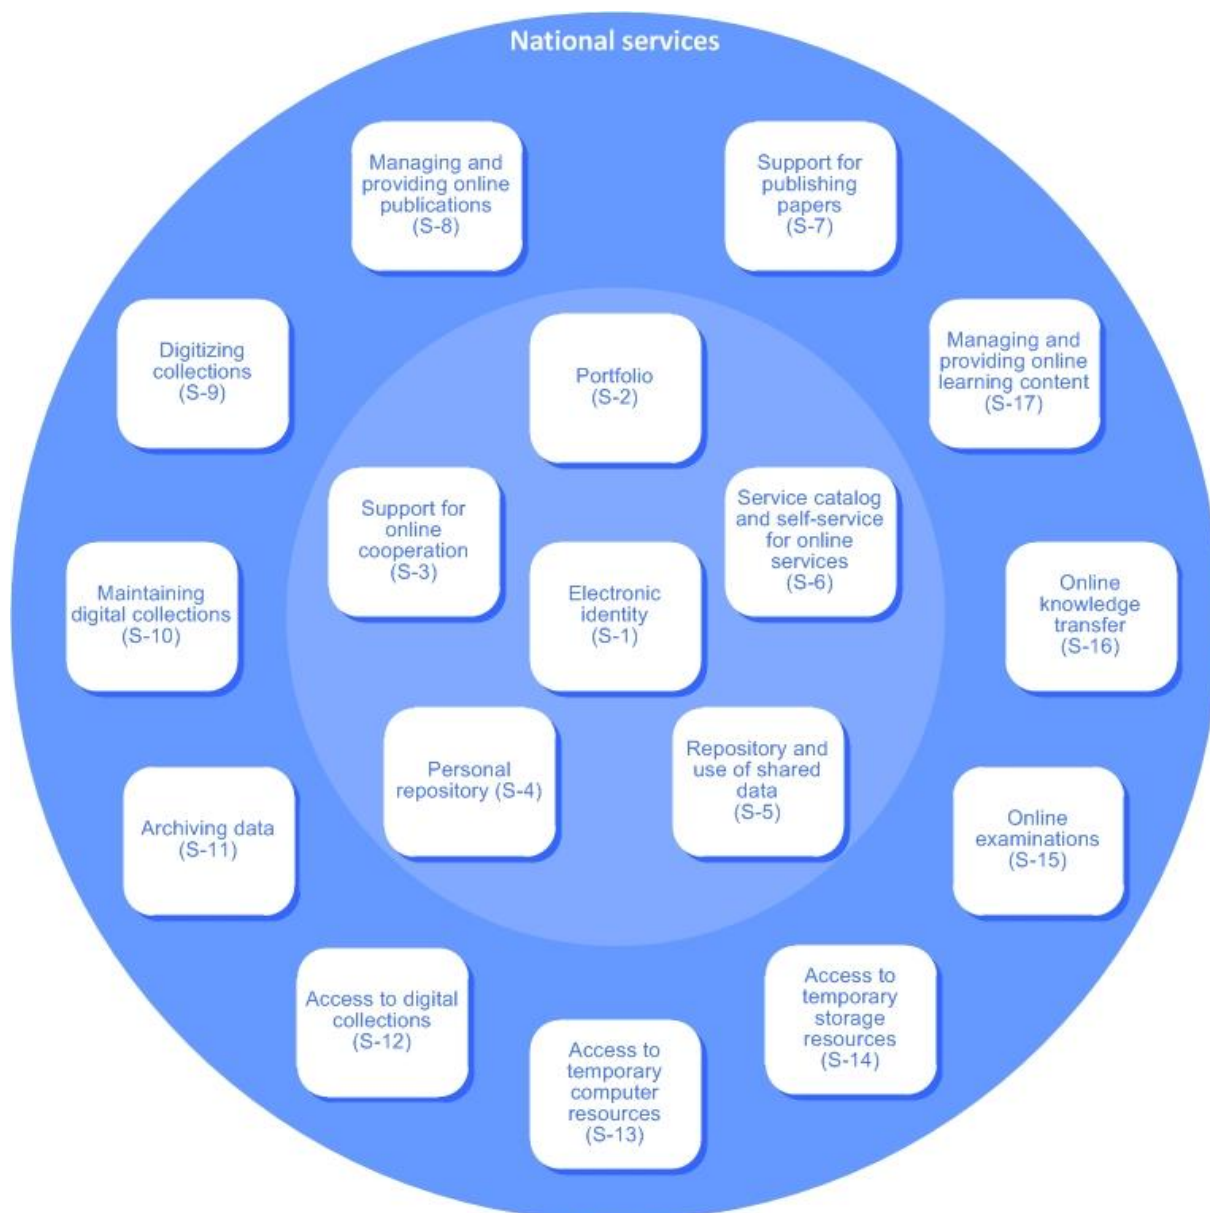 National services
Managing and
providing online
publications
(S-8)
Support for
publishing
papers
(S-7)
Digitizing
collections
(S-9)
Portfolio
(S-2)
Managing and
providing online
learning content
(S-17)
Support for
online
cooperation
(S-3)
Service catalog
and self-service
for online
services
(S-6)
Maintaining
digital collections
(S-10)
Electronic
identity
(S-1)
Online
knowledge
transfer
(S-16)
Personal
repository (S-4)
Repository and
use of shared
data
(S-5)
Archiving data
(S-11)
Online
examinations
(S-15)
Access to digital
collections
(S-12)
Access to
temporary
computer
resources
(S-13)
Access to
temporary
storage
resources
(S-14)